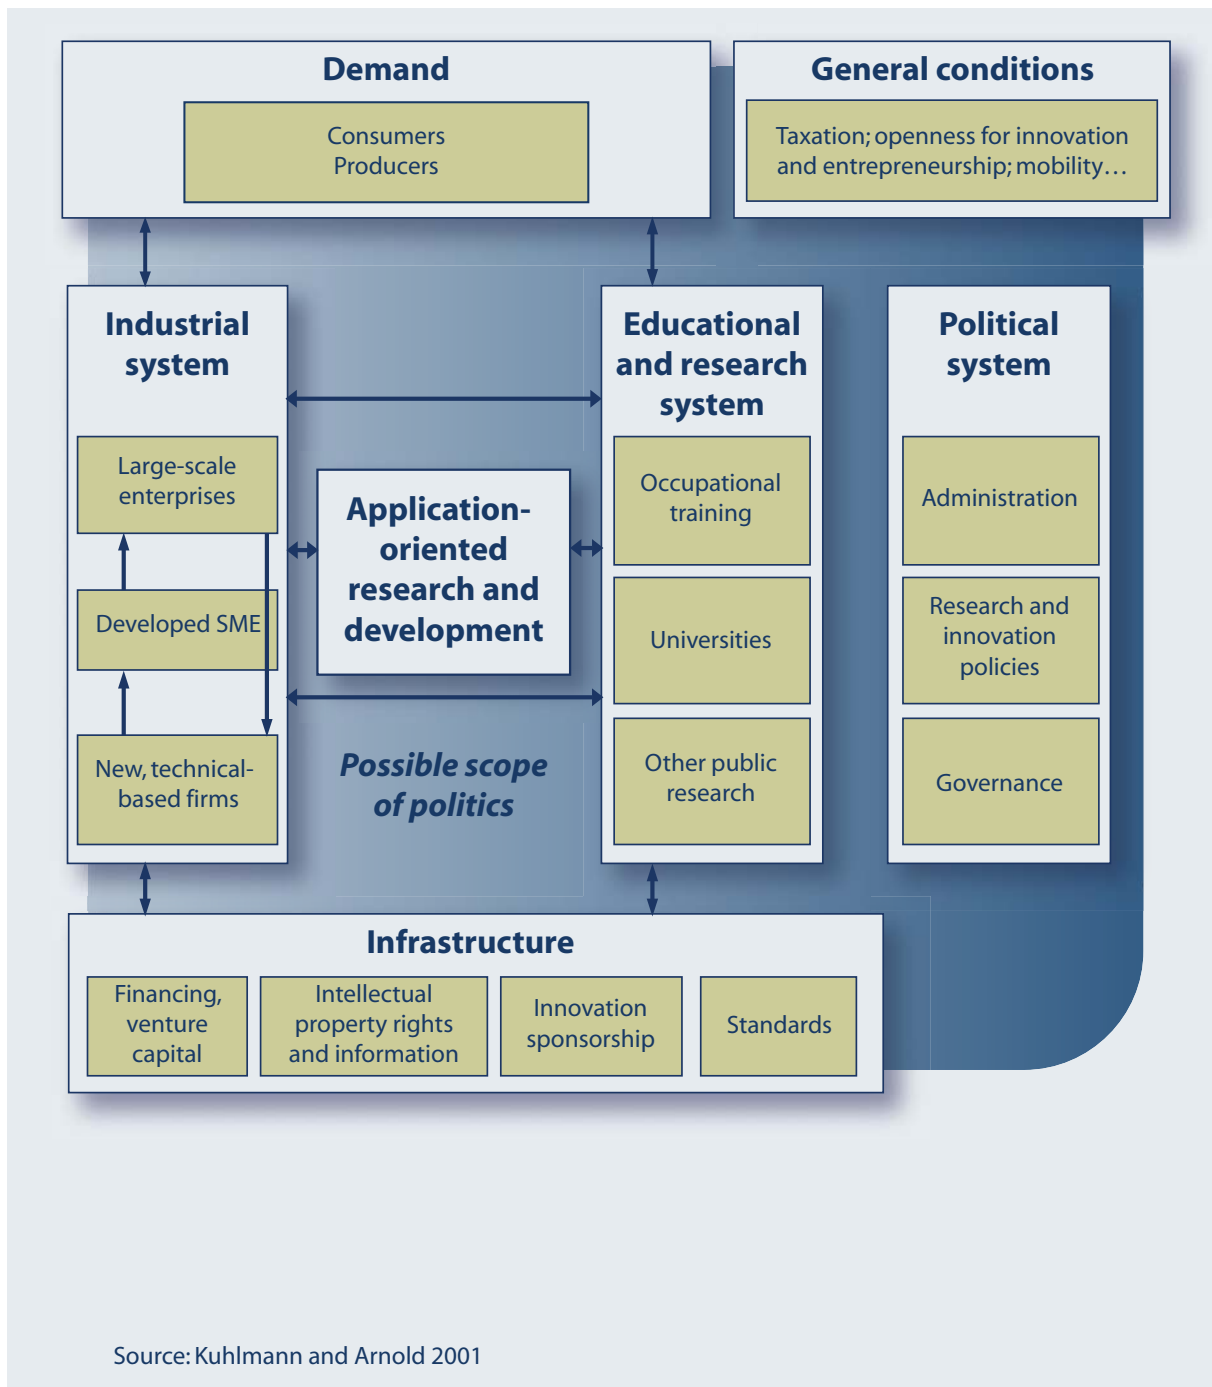 Demand
Consumers
Producers
General conditions
Taxation; openness for innovation
and entrepreneurship; mobility…
Industrial
system
Large-scale
enterprises
Developed SME
New, technical-
based firms
Application-
oriented
research and
development
Possible scope
of politics
Educational
and research
system
Occupational
training
Universities
Other public
research
Political
system
Administration
Research and
innovation
policies
Governance
Infrastructure
Financing,
venture
capital
Intellectual
property rights
and information
Innovation
sponsorship
Standards
Source: Kuhlmann and Arnold 2001